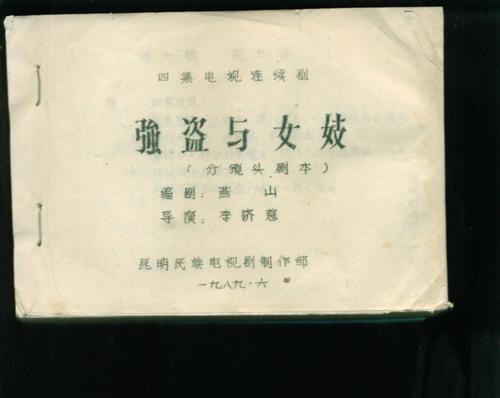 四集电视连续剧
強盗与女妓
（分镜头剧本）
编剧：燕山
导演：李济慈
昆明民族电视剧制作部
一九八九·六